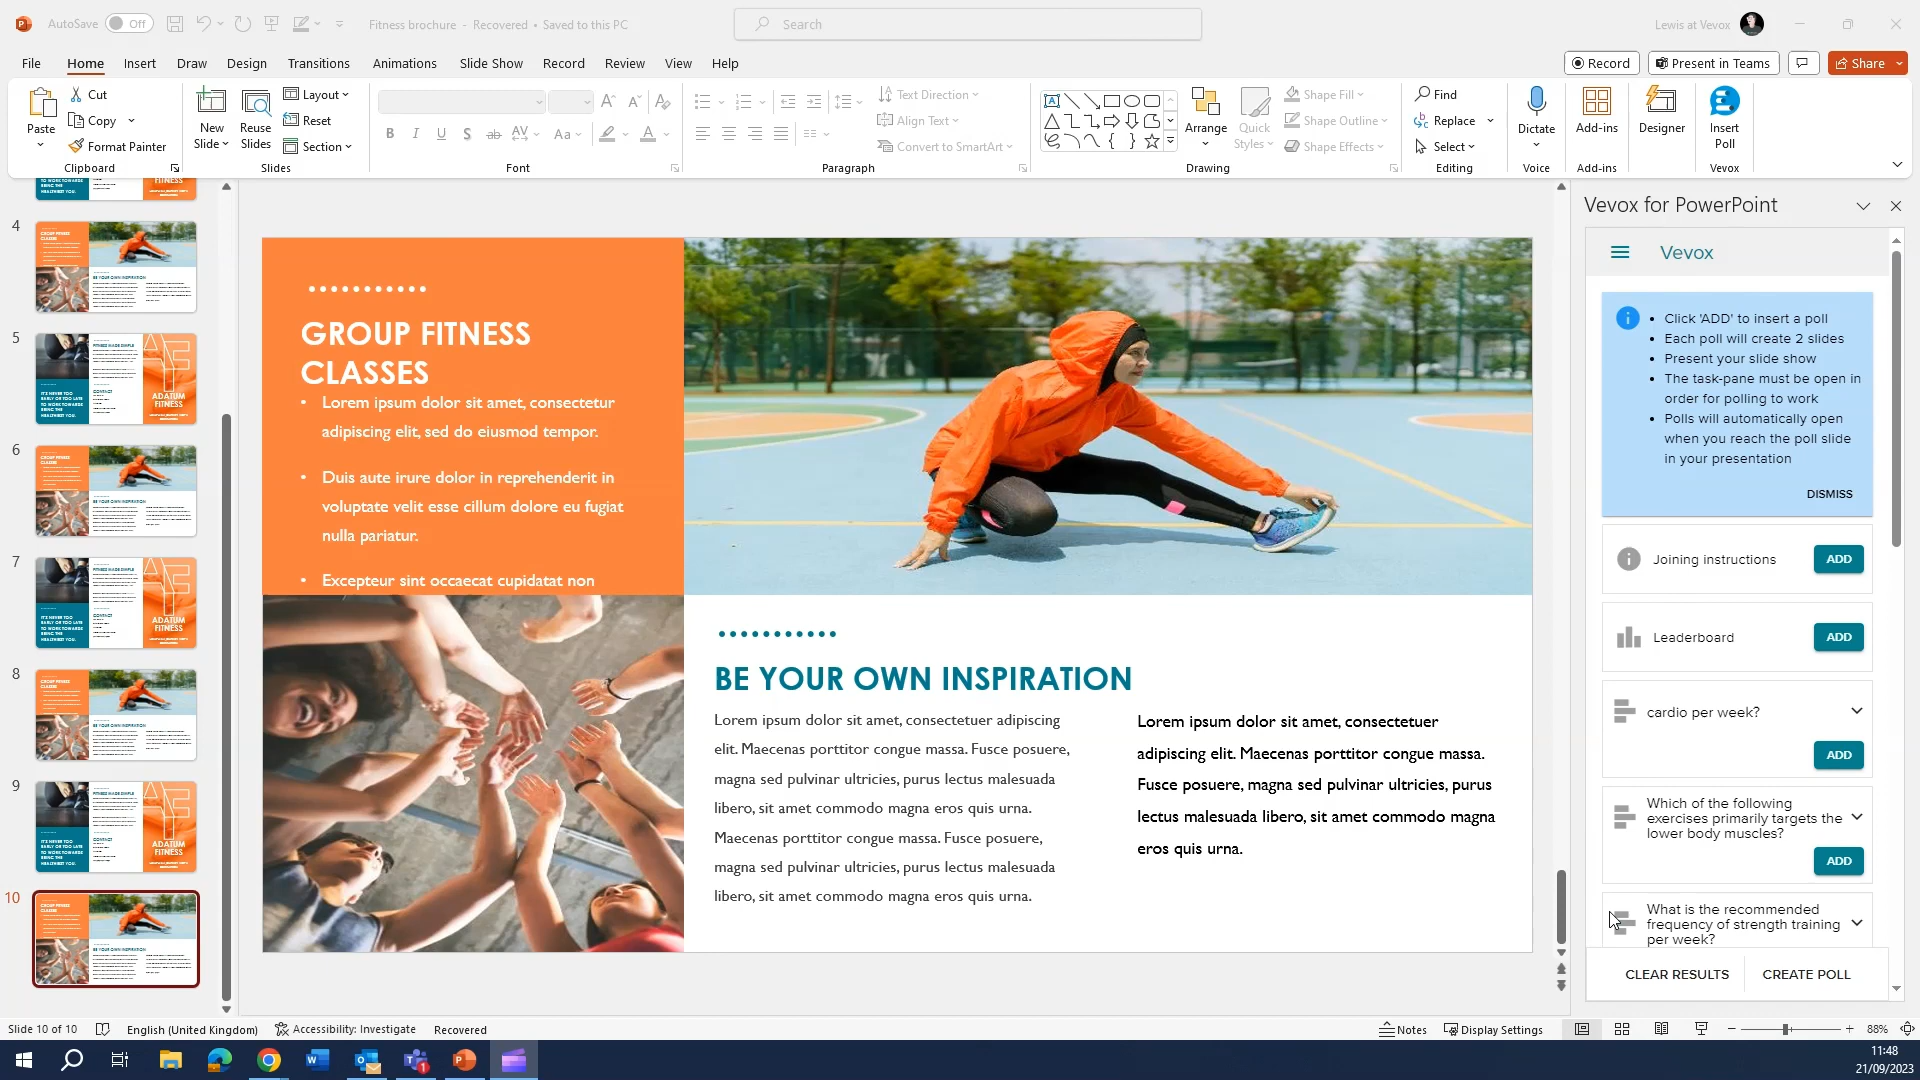 AutoSave
Off
Fitness brochure - Recovered • Saved to this PC
Search
Lewis at Vevox
File
Home
Insert
Draw
Design
Transitions
Animations
Slide Show
Record
Review
View
Help
Record
Present in Teams
Share
Paste
Cut
Copy
Format Painter
Clipboard
New
Slide
Reuse
Slides
Layout
Reset
Section
Slides
B I U S ab AV Aa A
Font
Text Direction
Align Text
Convert to SmartArt
Paragraph
Arrange
Quick
Styles
Shape Fill
Shape Outline
Shape Effects
Drawing
Find
Replace
Select
Editing
Dictate
Voice
Add-ins
Add-ins
Designer
Insert
Poll
Vevox
4
5
6
7
8
9
10
GROUP FITNESS
CLASSES
• Lorem ipsum dolor sit amet, consectetur
adipiscing elit, sed do eiusmod tempor.
• Duis aute irure dolor in reprehenderit in
voluptate velit esse cillum dolore eu fugiat
nulla pariatur.
• Excepteur sint occaecat cupidatat non
BE YOUR OWN INSPIRATION
Lorem ipsum dolor sit amet, consectetuer adipiscing
elit. Maecenas porttitor congue massa. Fusce posuere,
magna sed pulvinar ultricies, purus lectus malesuada
libero, sit amet commodo magna eros quis urna.
Maecenas porttitor congue massa. Fusce posuere,
magna sed pulvinar ultricies, purus lectus malesuada
libero, sit amet commodo magna eros quis urna.
Lorem ipsum dolor sit amet, consectetuer
adipiscing elit. Maecenas porttitor congue massa.
Fusce posuere, magna sed pulvinar ultricies, purus
lectus malesuada libero, sit amet commodo magna
eros quis urna.
Vevox for PowerPoint
Vevox
• Click 'ADD' to insert a poll
• Each poll will create 2 slides
• Present your slide show
• The task-pane must be open in
order for polling to work
• Polls will automatically open
when you reach the poll slide
in your presentation
DISMISS
Joining instructions
ADD
Leaderboard
ADD
cardio per week?
ADD
Which of the following
exercises primarily targets the
lower body muscles?
ADD
What is the recommended
frequency of strength training
per week?
CLEAR RESULTS
CREATE POLL
Slide 10 of 10
English (United Kingdom)
Accessibility: Investigate
Recovered
Notes
Display Settings
88%
11:48
21/09/2023